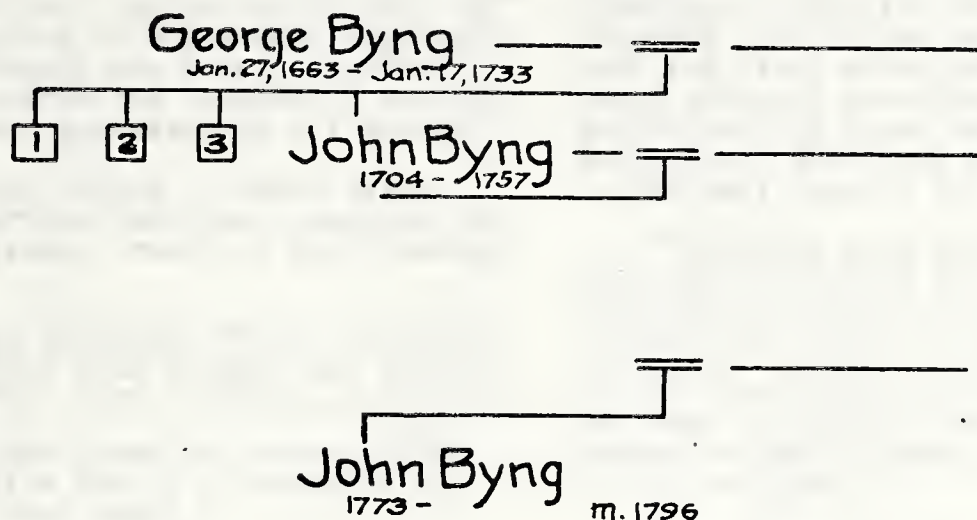 George Byng
Jan. 27, 1663 - Jan. 17, 1733
1 2 3 John Byng
1704 - 1757
John Byng
1773 - m. 1796